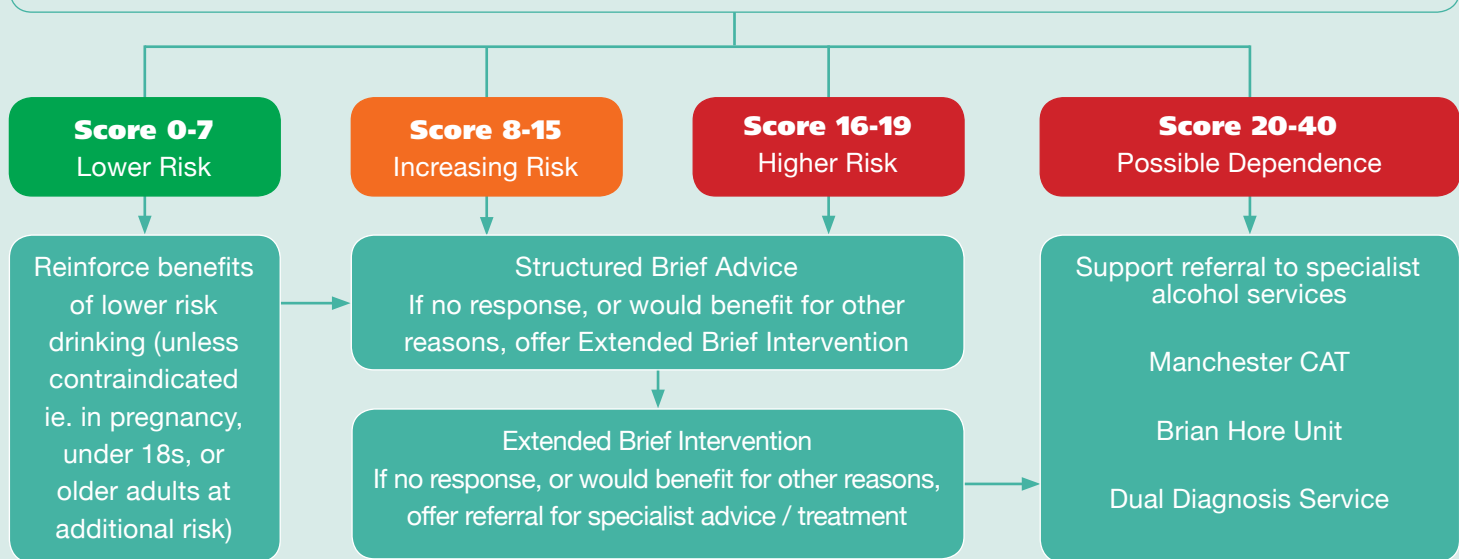 Score 0-7
Lower Risk
Score 8-15
Increasing Risk
Score 16-19
Higher Risk
Score 20-40
Possible Dependence
Reinforce benefits
of lower risk
drinking (unless
contraindicated
ie. in pregnancy,
under 18s, or
older adults at
additional risk)
Structured Brief Advice
If no response, or would benefit for other
reasons, offer Extended Brief Intervention
Extended Brief Intervention
If no response, or would benefit for other reasons,
offer referral for specialist advice / treatment
Support referral to specialist
alcohol services
Manchester CAT
Brian Hore Unit
Dual Diagnosis Service